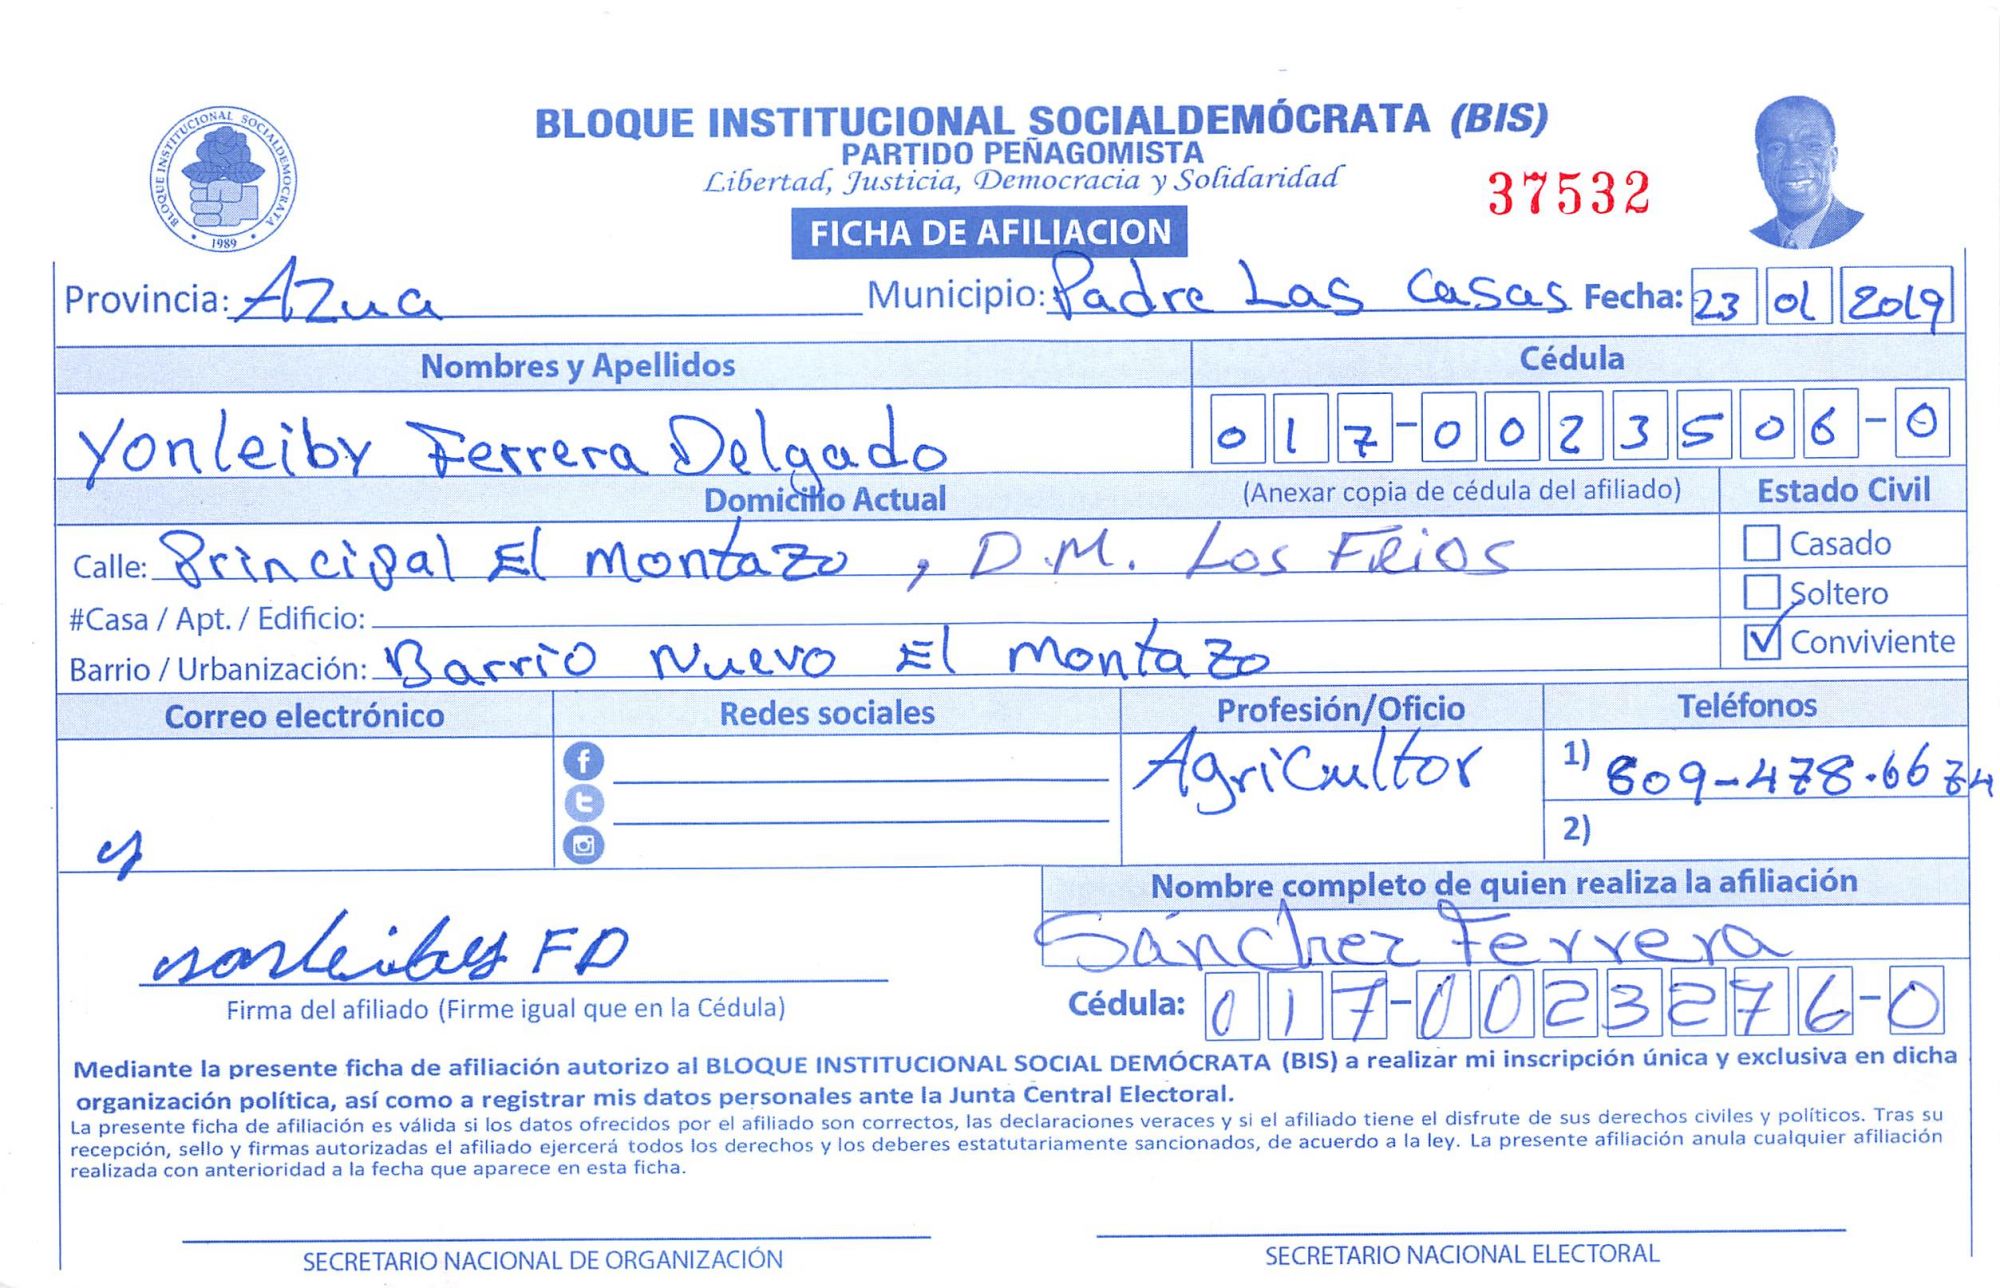 BLOQUE INSTITUCIONAL SOCIALDEMOCRATA
1989
BLOQUE INSTITUCIONAL SOCIALDEMÓCRATA (BIS)
PARTIDO PEÑAGOMISTA
Libertad, Justicia, Democracia y Solidaridad
37532
FICHA DE AFILIACION
Provincia: Azua Municipio: Padre Las Casas Fecha: 23 01 2019
Nombres y Apellidos Cédula
Yonleiby Ferrera Delgado 017-0023506-0
Domicilio Actual (Anexar copia de cédula del afiliado) Estado Civil
Calle: Principal El Montazo, D.M. Los Frios Casado
#Casa / Apt. / Edificio: Soltero
Barrio / Urbanización: Barrio Nuevo El Montazo Conviviente
Correo electrónico Redes sociales Profesión/Oficio Teléfonos
Agricultor 1) 809-478-6674
2)
Nombre completo de quien realiza la afiliación
Sánchez Ferrera
Yonleiby FD
Firma del afiliado (Firme igual que en la Cédula) Cédula: 017-0023276-0
Mediante la presente ficha de afiliación autorizo al BLOQUE INSTITUCIONAL SOCIAL DEMÓCRATA (BIS) a realizar mi inscripción única y exclusiva en dicha
organización política, así como a registrar mis datos personales ante la Junta Central Electoral.
La presente ficha de afiliación es válida si los datos ofrecidos por el afiliado son correctos, las declaraciones veraces y si el afiliado tiene el disfrute de sus derechos civiles y políticos. Tras su
recepción, sello y firmas autorizadas el afiliado ejercerá todos los derechos y los deberes estatutariamente sancionados, de acuerdo a la ley. La presente afiliación anula cualquier afiliación
realizada con anterioridad a la fecha que aparece en esta ficha.
SECRETARIO NACIONAL DE ORGANIZACIÓN SECRETARIO NACIONAL ELECTORAL